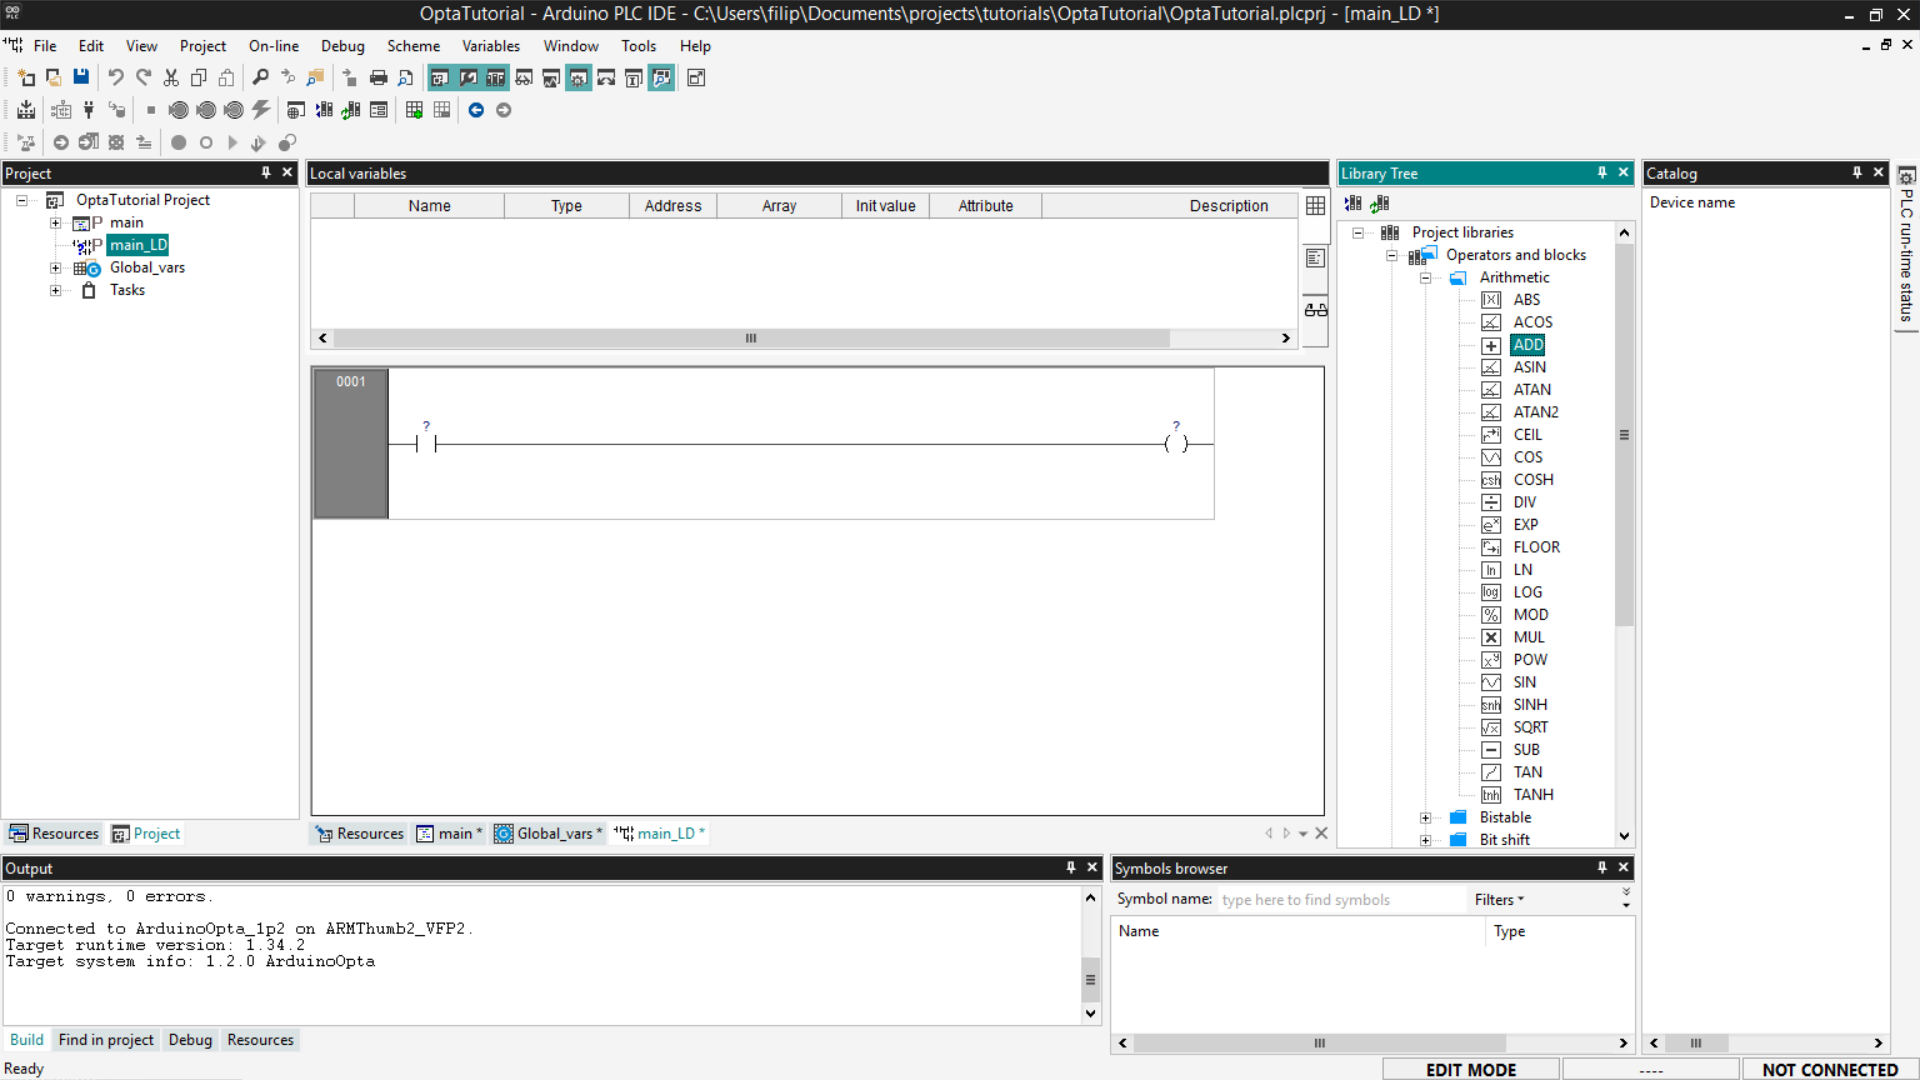 OptaTutorial - Arduino PLC IDE - C:\Users\filip\Documents\projects\tutorials\OptaTutorial\OptaTutorial.plcprj - [main_LD *]
File Edit View Project On-line Debug Scheme Variables Window Tools Help
Project
OptaTutorial Project
main
main_LD
Global_vars
Tasks
Resources Project
Local variables
Name Type Address Array Init value Attribute Description
0001
? ?
Resources main * Global_vars * main_LD *
Library Tree
Project libraries
Operators and blocks
Arithmetic
ABS
ACOS
ADD
ASIN
ATAN
ATAN2
CEIL
COS
csh COSH
DIV
EXP
FLOOR
ln LN
log LOG
MOD
MUL
POW
SIN
snh SINH
SQRT
SUB
TAN
tnh TANH
Bistable
Bit shift
Catalog
Device name
PLC run-time status
Output
0 warnings, 0 errors.
Connected to ArduinoOpta_1p2 on ARMThumb2_VFP2.
Target runtime version: 1.34.2
Target system info: 1.2.0 ArduinoOpta
Build Find in project Debug Resources
Symbols browser
Symbol name: type here to find symbols Filters
Name Type
Ready
EDIT MODE ---- NOT CONNECTED